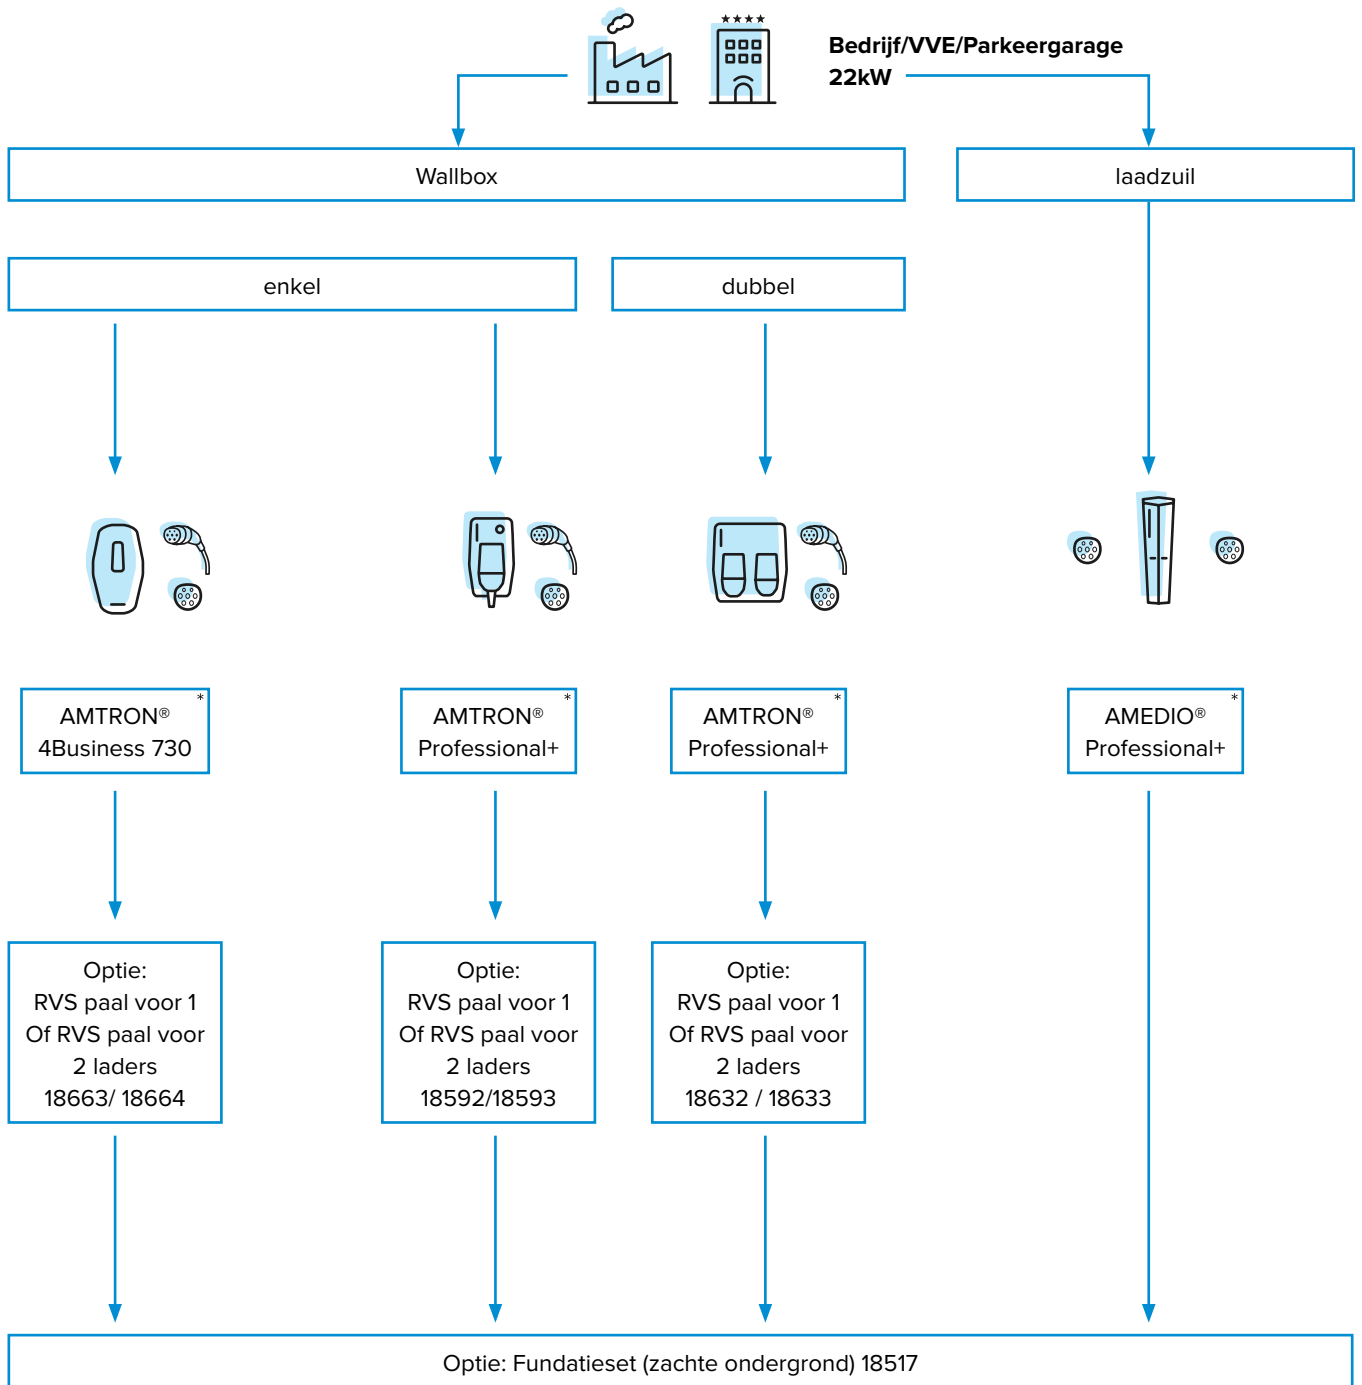 Bedrijf/VVE/Parkeergarage
22kW
Wallbox
laadzuil
enkel
dubbel
AMTRON® *
4Business 730
AMTRON® *
Professional+
AMTRON® *
Professional+
AMEDIO® *
Professional+
Optie:
RVS paal voor 1
Of RVS paal voor
2 laders
18663/ 18664
Optie:
RVS paal voor 1
Of RVS paal voor
2 laders
18592/18593
Optie:
RVS paal voor 1
Of RVS paal voor
2 laders
18632 / 18633
Optie: Fundatieset (zachte ondergrond) 18517